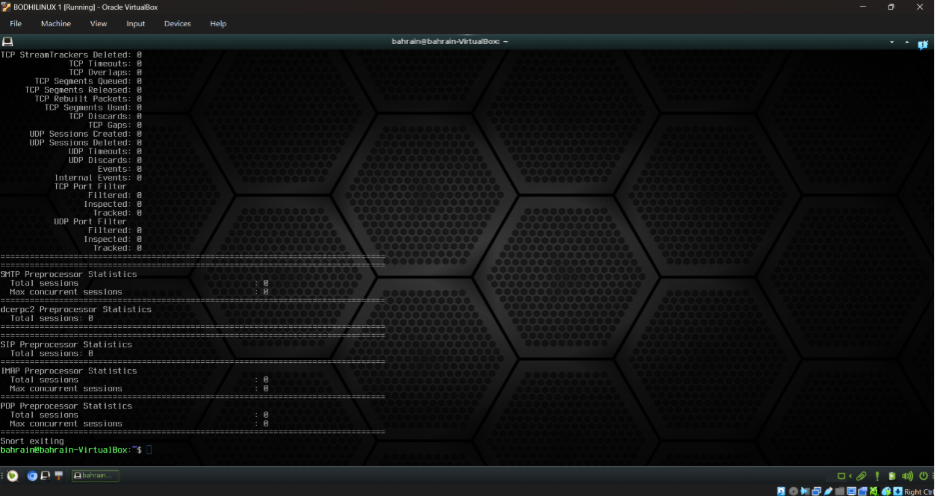 BODHILINUX 1 [Running] - Oracle VirtualBox
File Machine View Input Devices Help
bahrain@bahrain-VirtualBox: ~
TCP StreamTrackers Deleted: 0
TCP Timeouts: 0
TCP Overlaps: 0
TCP Segments Queued: 0
TCP Segments Released: 0
TCP Rebuilt Packets: 0
TCP Segments Used: 0
TCP Discards: 0
TCP Gaps: 0
UDP Sessions Created: 0
UDP Sessions Deleted: 0
UDP Timeouts: 0
UDP Discards: 0
Events: 0
Internal Events: 0
TCP Port Filter
Filtered: 0
Inspected: 0
Tracked: 0
UDP Port Filter
Filtered: 0
Inspected: 0
Tracked: 0
===============================================================================
===============================================================================
SMTP Preprocessor Statistics
Total sessions : 0
Max concurrent sessions : 0
===============================================================================
dcerpc2 Preprocessor Statistics
Total sessions: 0
===============================================================================
===============================================================================
SIP Preprocessor Statistics
Total sessions: 0
===============================================================================
IMAP Preprocessor Statistics
Total sessions : 0
Max concurrent sessions : 0
===============================================================================
POP Preprocessor Statistics
Total sessions : 0
Max concurrent sessions : 0
===============================================================================
Snort exiting
bahrain@bahrain-VirtualBox:~$
bahrain...
Right Ctrl